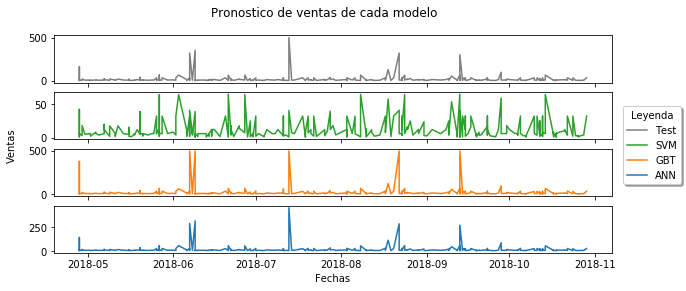 Pronostico de ventas de cada modelo
500
0
50
0
500
0
250
0
Ventas
2018-05 2018-06 2018-07 2018-08 2018-09 2018-10 2018-11
Fechas
Leyenda
Test
SVM
GBT
ANN